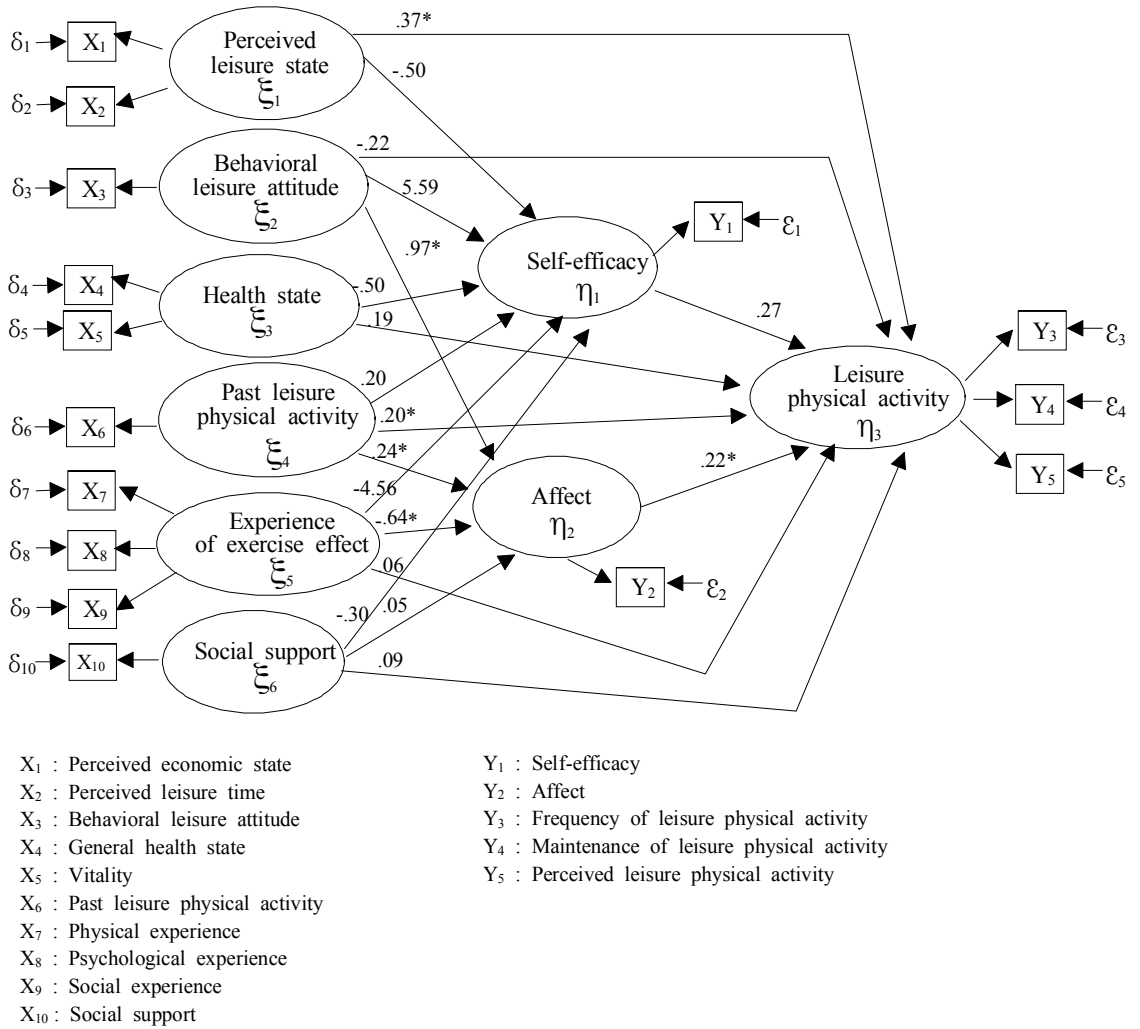 δ1 X1
δ2 X2
Perceived
leisure state
ξ1
.37*
-.50
δ3 X3
Behavioral
leisure attitude
ξ2
-.22
5.59
.97*
δ4 X4
δ5 X5
Health state
ξ3
-.50
.19
δ6 X6
Past leisure
physical activity
ξ4
.20
.20*
.24*
δ7 X7
δ8 X8
δ9 X9
Experience
of exercise effect
ξ5
-4.56
-.64*
.06
δ10 X10
Social support
ξ6
-.30
.05
.09
Self-efficacy
η1
Y1 ε1
.27
Affect
η2
Y2 ε2
.22*
Leisure
physical activity
η3
Y3 ε3
Y4 ε4
Y5 ε5
X1 : Perceived economic state
X2 : Perceived leisure time
X3 : Behavioral leisure attitude
X4 : General health state
X5 : Vitality
X6 : Past leisure physical activity
X7 : Physical experience
X8 : Psychological experience
X9 : Social experience
X10 : Social support
Y1 : Self-efficacy
Y2 : Affect
Y3 : Frequency of leisure physical activity
Y4 : Maintenance of leisure physical activity
Y5 : Perceived leisure physical activity